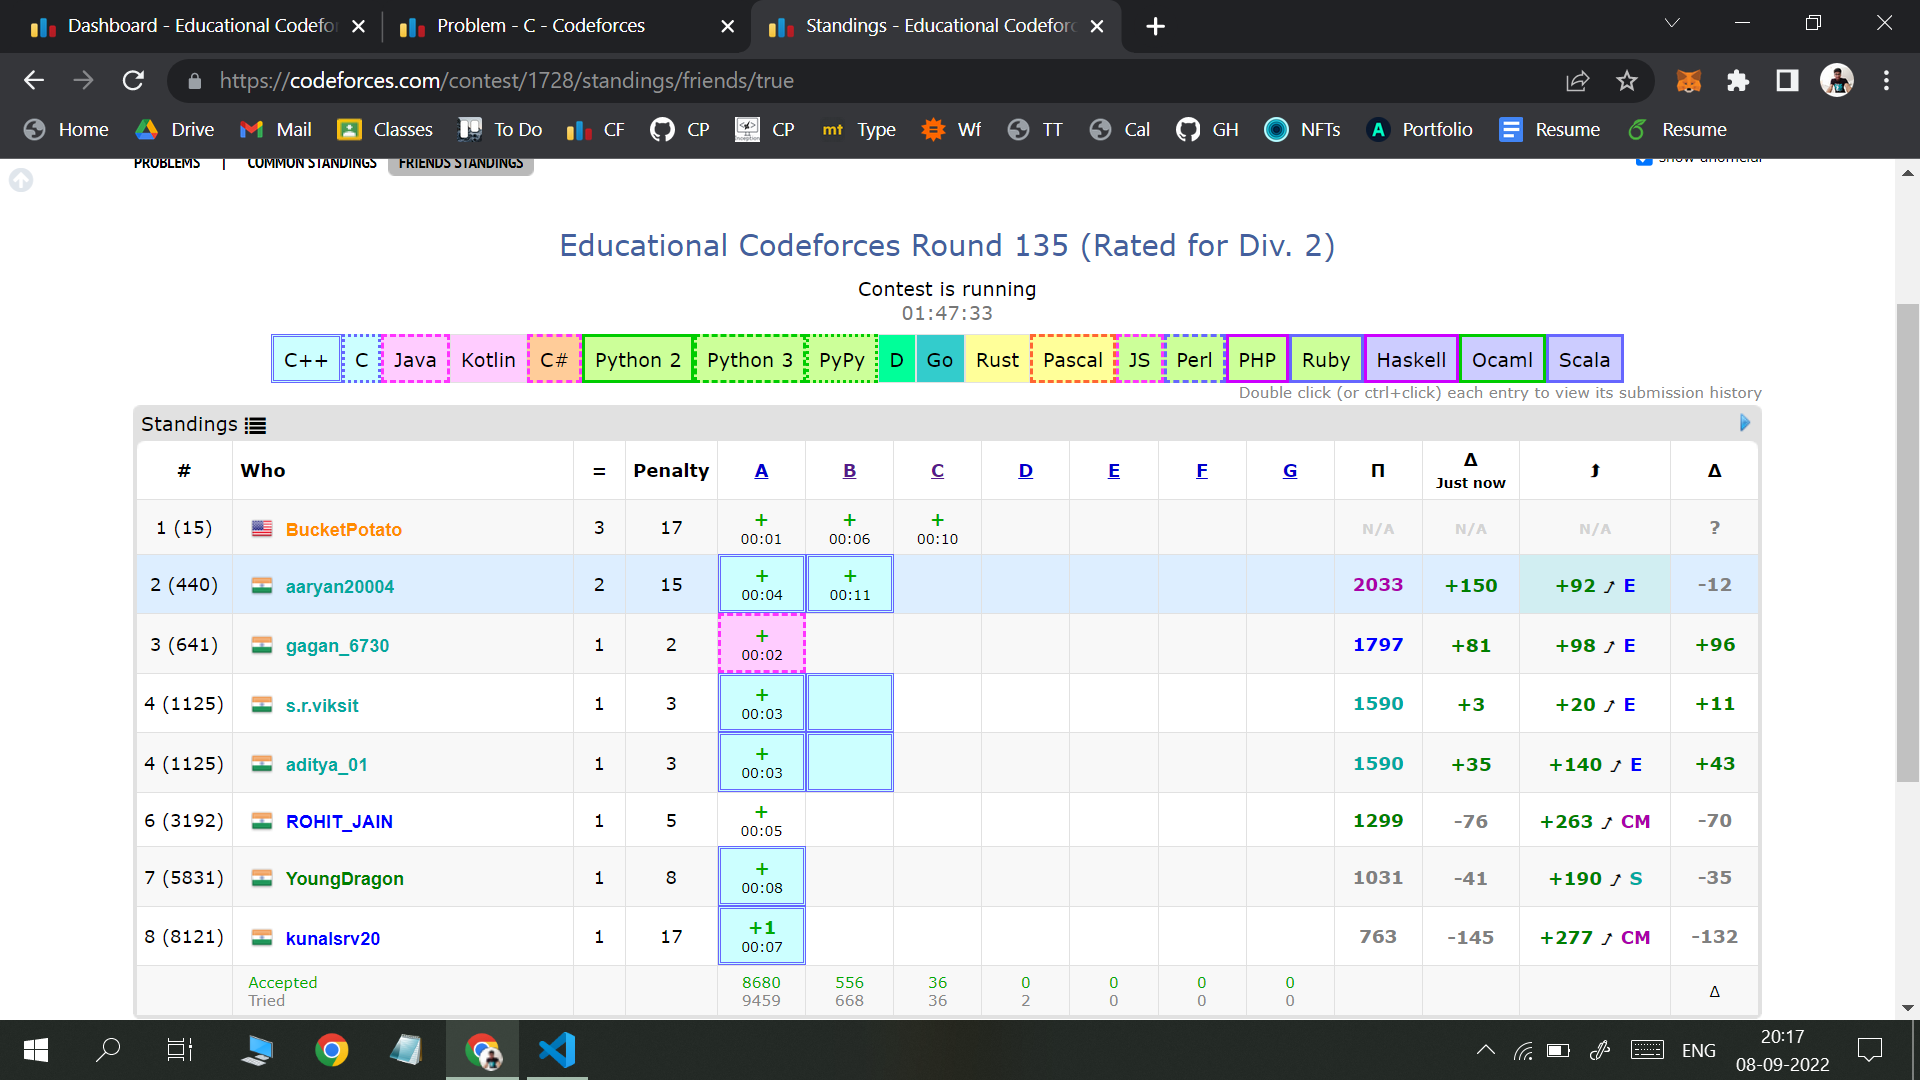 Dashboard - Educational Codefor
Problem - C - Codeforces
Standings - Educational Codeforc
https://codeforces.com/contest/1728/standings/friends/true
Home Drive Mail Classes To Do CF CP CP mt Type Wf TT Cal GH NFTs A Portfolio Resume Resume
PROBLEMS | COMMON STANDINGS FRIENDS STANDINGS show unofficial
Educational Codeforces Round 135 (Rated for Div. 2)
Contest is running
01:47:33
C++ C Java Kotlin C# Python 2 Python 3 PyPy D Go Rust Pascal JS Perl PHP Ruby Haskell Ocaml Scala
Double click (or ctrl+click) each entry to view its submission history
Standings
# Who = Penalty A B C D E F G Π Δ Δ
Just now
1 (15) BucketPotato 3 17 + + + N/A N/A N/A ?
00:01 00:06 00:10
2 (440) aaryan20004 2 15 + + 2033 +150 +92 E -12
00:04 00:11
3 (641) gagan_6730 1 2 + 1797 +81 +98 E +96
00:02
4 (1125) s.r.viksit 1 3 + 1590 +3 +20 E +11
00:03
4 (1125) aditya_01 1 3 + 1590 +35 +140 E +43
00:03
6 (3192) ROHIT_JAIN 1 5 + 1299 -76 +263 CM -70
00:05
7 (5831) YoungDragon 1 8 + 1031 -41 +190 S -35
00:08
8 (8121) kunalsrv20 1 17 +1 763 -145 +277 CM -132
00:07
Accepted 8680 556 36 0 0 0 0
Tried 9459 668 36 2 0 0 0 Δ
ENG
20:17
08-09-2022